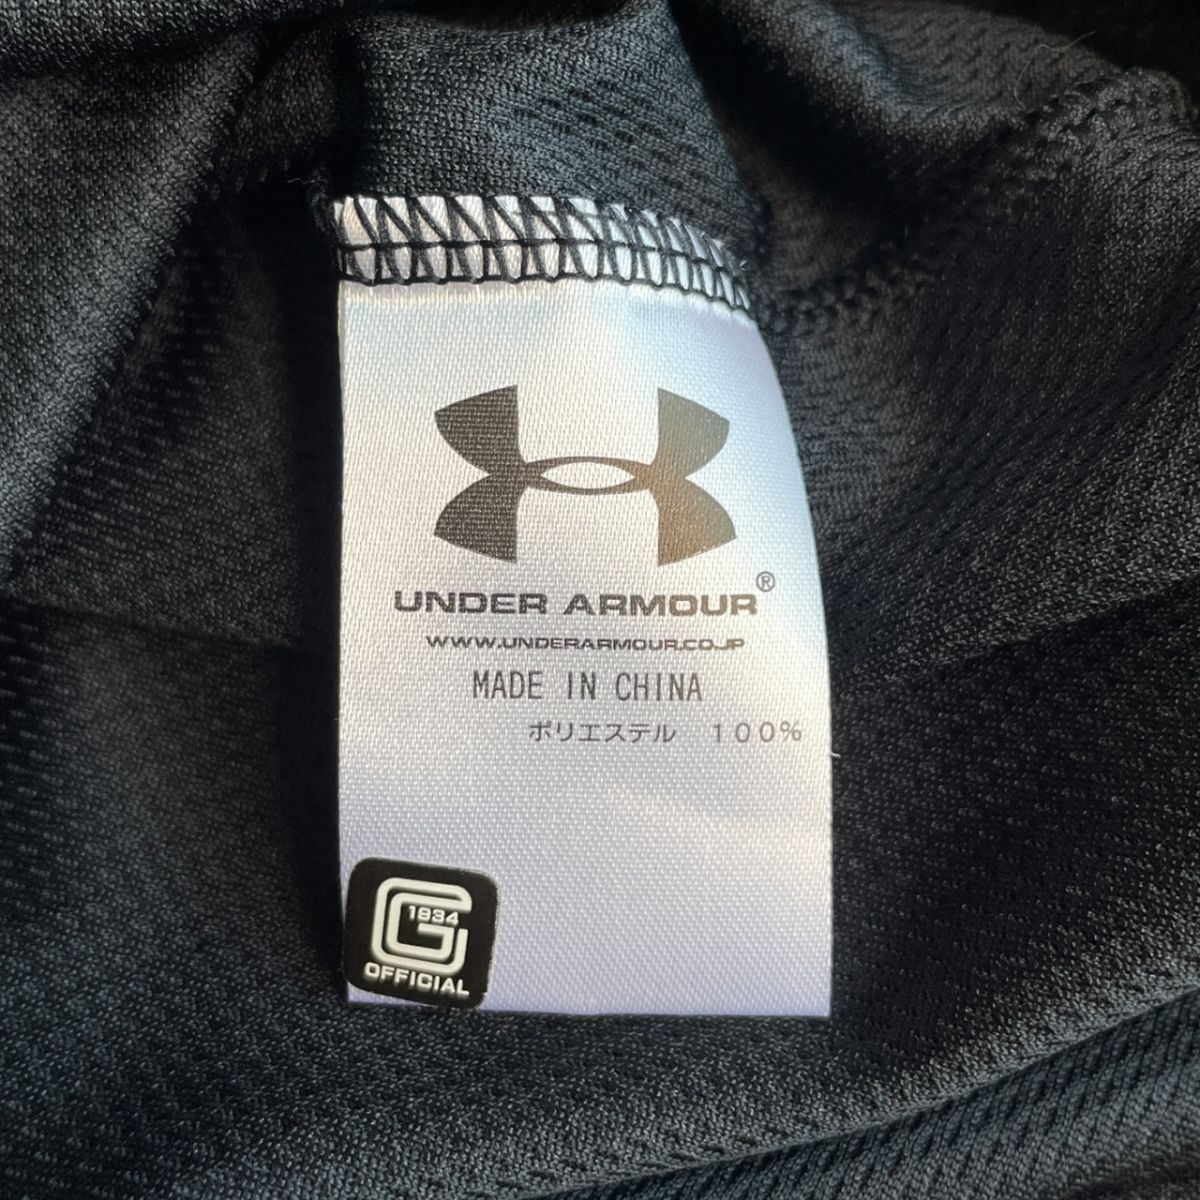 UNDER ARMOUR®
WWW.UNDERARMOUR.CO.JP
MADE IN CHINA
ポリエステル 100%
1934
G
OFFICIAL